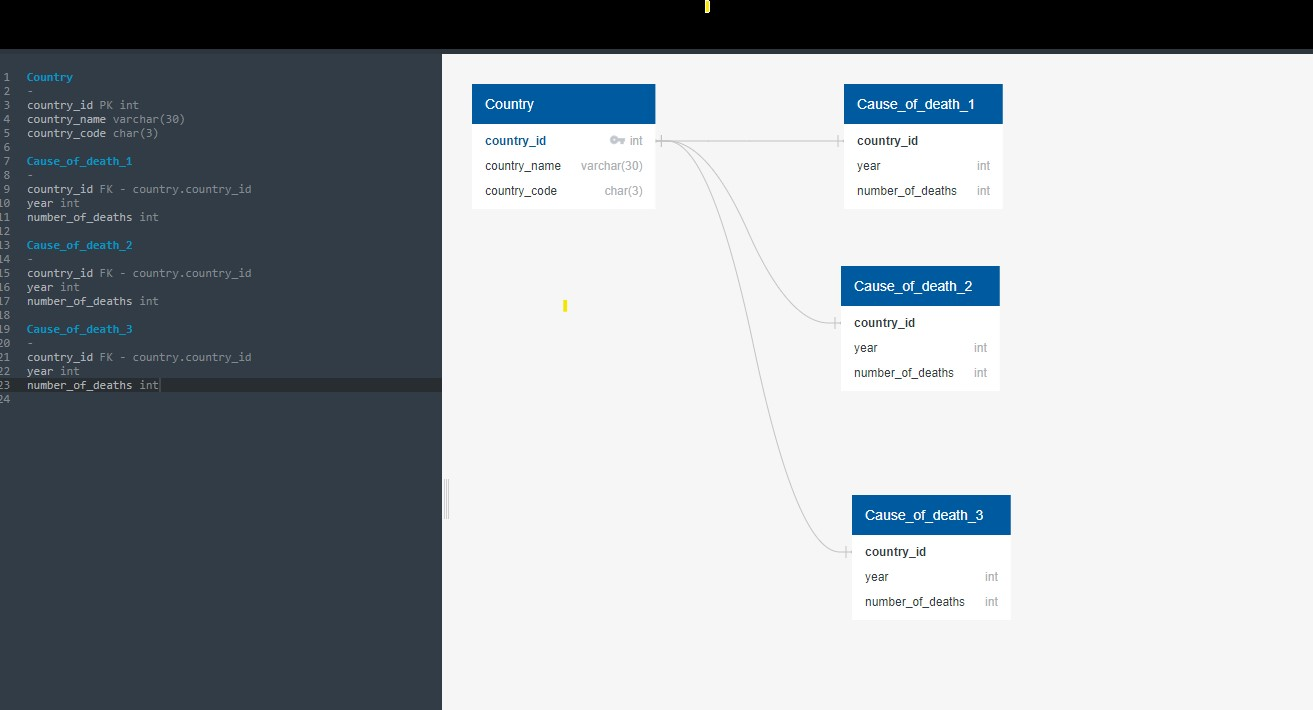 1 Country
2 -
3 country_id PK int
4 country_name varchar(30)
5 country_code char(3)
6
7 Cause_of_death_1
8 -
9 country_id FK - country.country_id
10 year int
11 number_of_deaths int
12
13 Cause_of_death_2
14 -
15 country_id FK - country.country_id
16 year int
17 number_of_deaths int
18
19 Cause_of_death_3
20 -
21 country_id FK - country.country_id
22 year int
23 number_of_deaths int
24
Country
country_id int
country_name varchar(30)
country_code char(3)
Cause_of_death_1
country_id
year int
number_of_deaths int
Cause_of_death_2
country_id
year int
number_of_deaths int
Cause_of_death_3
country_id
year int
number_of_deaths int